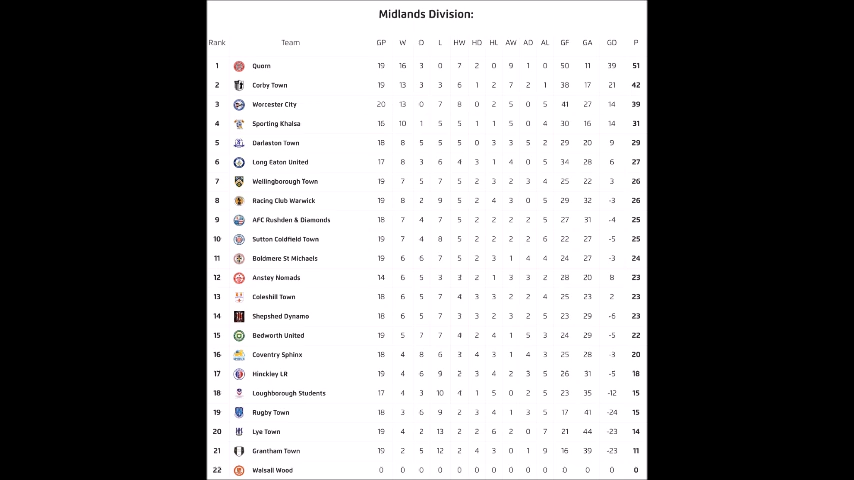 Midlands Division:
Rank Team GP W D L HW HD HL AW AD AL GF GA GD P
1 Quorn 19 16 3 0 7 2 0 9 1 0 50 11 39 51
2 Corby Town 19 13 3 3 6 1 2 7 2 1 38 17 21 42
3 Worcester City 20 13 0 7 8 0 2 5 0 5 41 27 14 39
4 Sporting Khalsa 16 10 1 5 5 1 1 5 0 4 30 16 14 31
5 Darlaston Town 18 8 5 5 5 0 3 3 5 2 29 20 9 29
6 Long Eaton United 17 8 3 6 4 3 1 4 0 5 34 28 6 27
7 Wellingborough Town 19 7 5 7 5 2 3 2 3 4 25 22 3 26
8 Racing Club Warwick 19 8 2 9 5 2 4 3 0 5 29 32 -3 26
9 AFC Rushden & Diamonds 18 7 4 7 5 2 2 2 2 5 27 31 -4 25
10 Sutton Coldfield Town 19 7 4 8 5 2 2 2 2 6 22 27 -5 25
11 Boldmere St Michaels 19 6 6 7 5 2 3 1 4 4 24 27 -3 24
12 Anstey Nomads 14 6 5 3 3 2 1 3 3 2 28 20 8 23
13 Coleshill Town 18 6 5 7 4 3 3 2 2 4 25 23 2 23
14 Shepshed Dynamo 18 6 5 7 3 3 2 3 2 5 23 29 -6 23
15 Bedworth United 19 5 7 7 4 2 4 1 5 3 24 29 -5 22
16 Coventry Sphinx 18 4 8 6 3 4 3 1 4 3 25 28 -3 20
17 Hinckley LR 19 4 6 9 2 3 4 2 3 5 26 31 -5 18
18 Loughborough Students 17 4 3 10 4 1 5 0 2 5 23 35 -12 15
19 Rugby Town 18 3 6 9 2 3 4 1 3 5 17 41 -24 15
20 Lye Town 19 4 2 13 2 2 6 2 0 7 21 44 -23 14
21 Grantham Town 19 2 5 12 2 4 3 0 1 9 16 39 -23 11
22 Walsall Wood 0 0 0 0 0 0 0 0 0 0 0 0 0 0